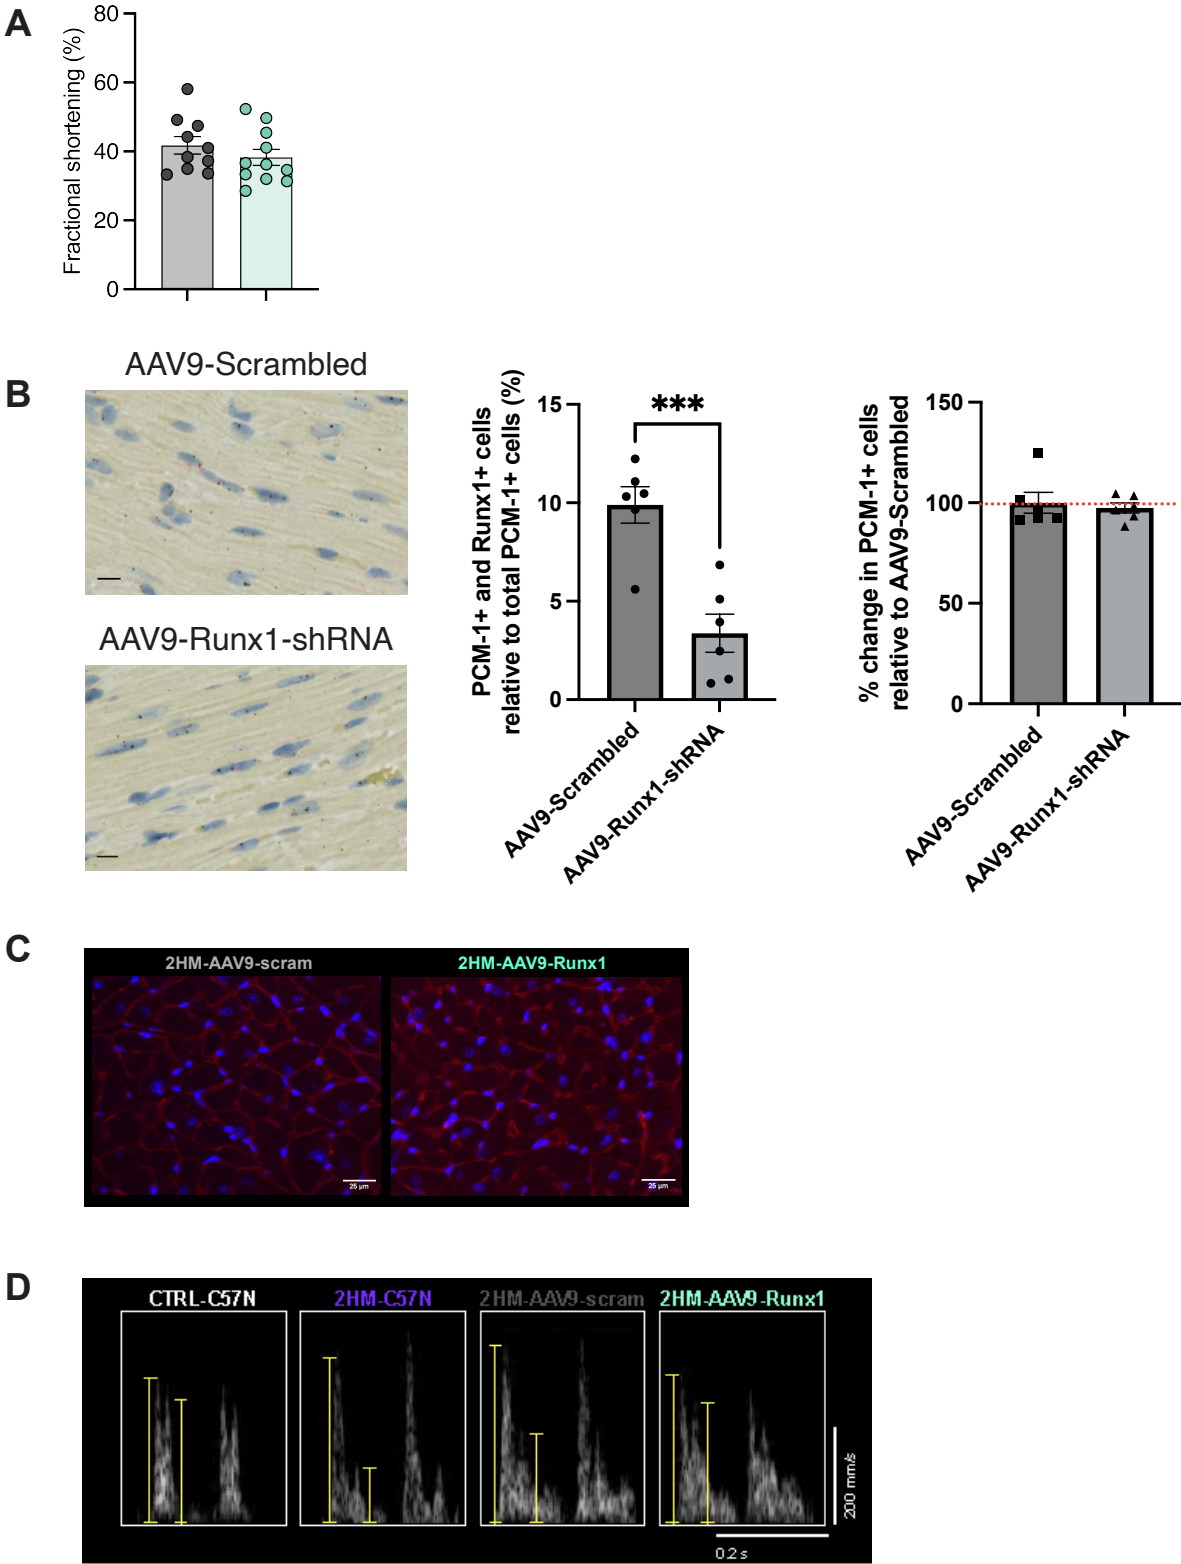 A
Fractional shortening (%)
80
60
40
20
0
B
AAV9-Scrambled
AAV9-Runx1-shRNA
PCM-1+ and Runx1+ cells
relative to total PCM-1+ cells (%)
15
10
5
0
***
AAV9-Scrambled
AAV9-Runx1-shRNA
% change in PCM-1+ cells
relative to AAV9-Scrambled
150
100
50
0
AAV9-Scrambled
AAV9-Runx1-shRNA
C
2HM-AAV9-scram
2HM-AAV9-Runx1
25 µm
25 µm
D
CTRL-C57N
2HM-C57N
2HM-AAV9-scram
2HM-AAV9-Runx1
200 mm/s
0.2 s